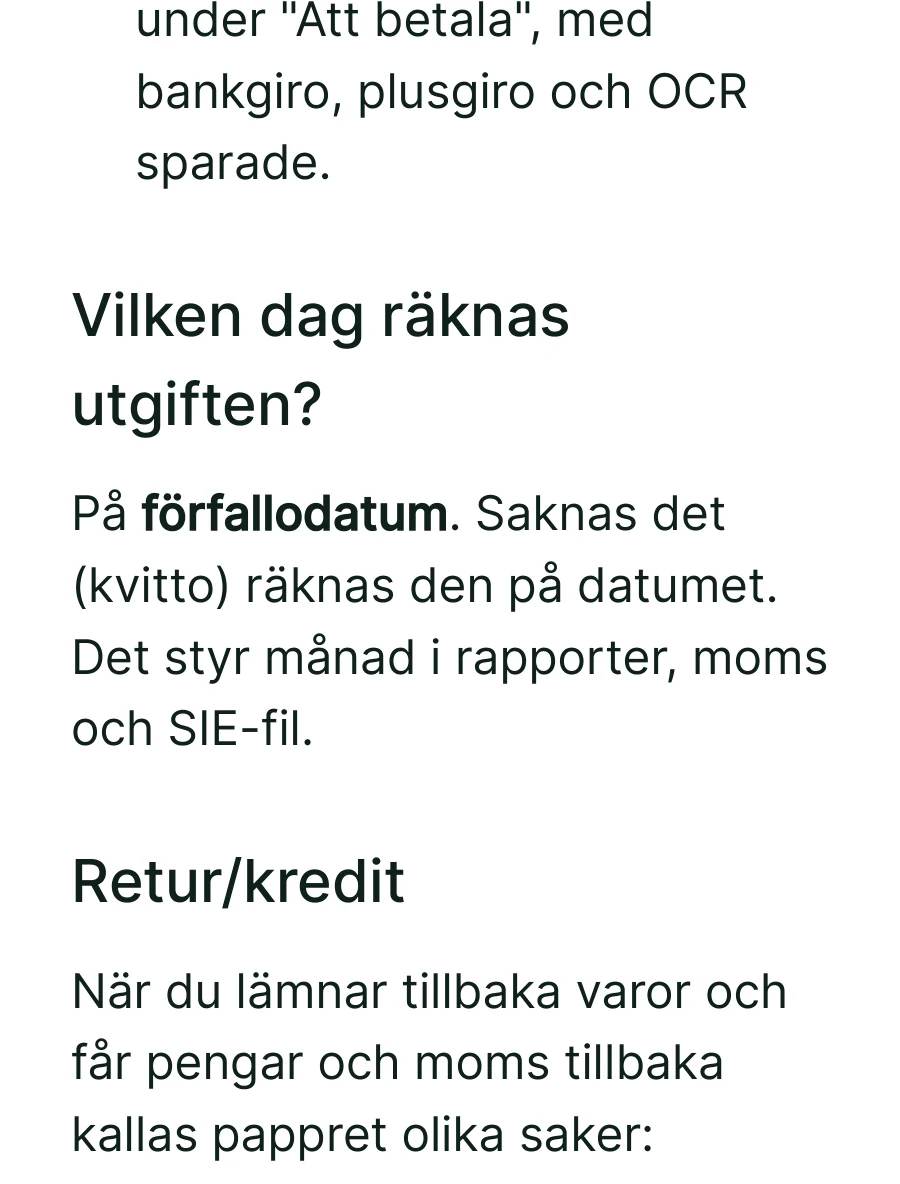 under "Att betala", med
bankgiro, plusgiro och OCR
sparade.
Vilken dag räknas
utgiften?
På förfallodatum. Saknas det
(kvitto) räknas den på datumet.
Det styr månad i rapporter, moms
och SIE-fil.
Retur/kredit
När du lämnar tillbaka varor och
får pengar och moms tillbaka
kallas pappret olika saker: